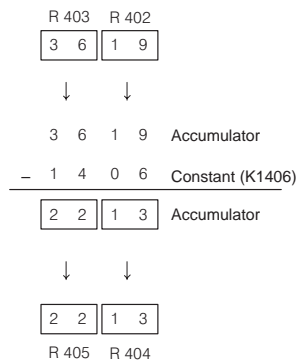 R 403 R 402
3 6 1 9
↓ ↓
3 6 1 9 Accumulator
– 1 4 0 6 Constant (K1406)
2 2 1 3 Accumulator
↓ ↓
2 2 1 3
R 405 R 404